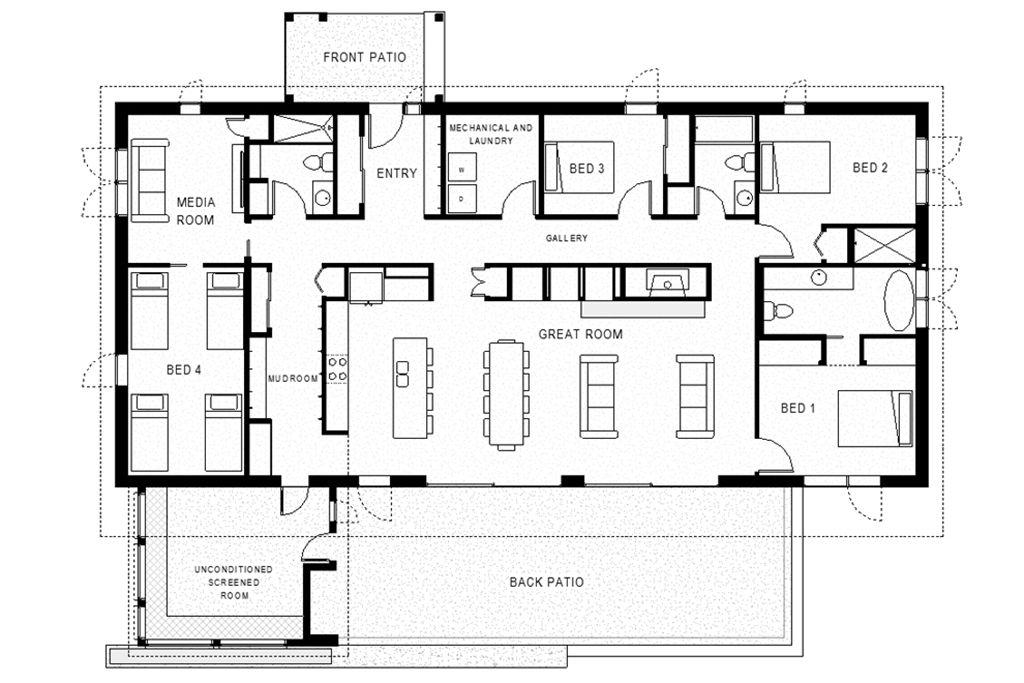 FRONT PATIO
MECHANICAL AND
LAUNDRY
W
D
ENTRY
BED 3
BED 2
MEDIA
ROOM
GALLERY
GREAT ROOM
BED 4
MUDROOM
BED 1
UNCONDITIONED
SCREENED
ROOM
BACK PATIO